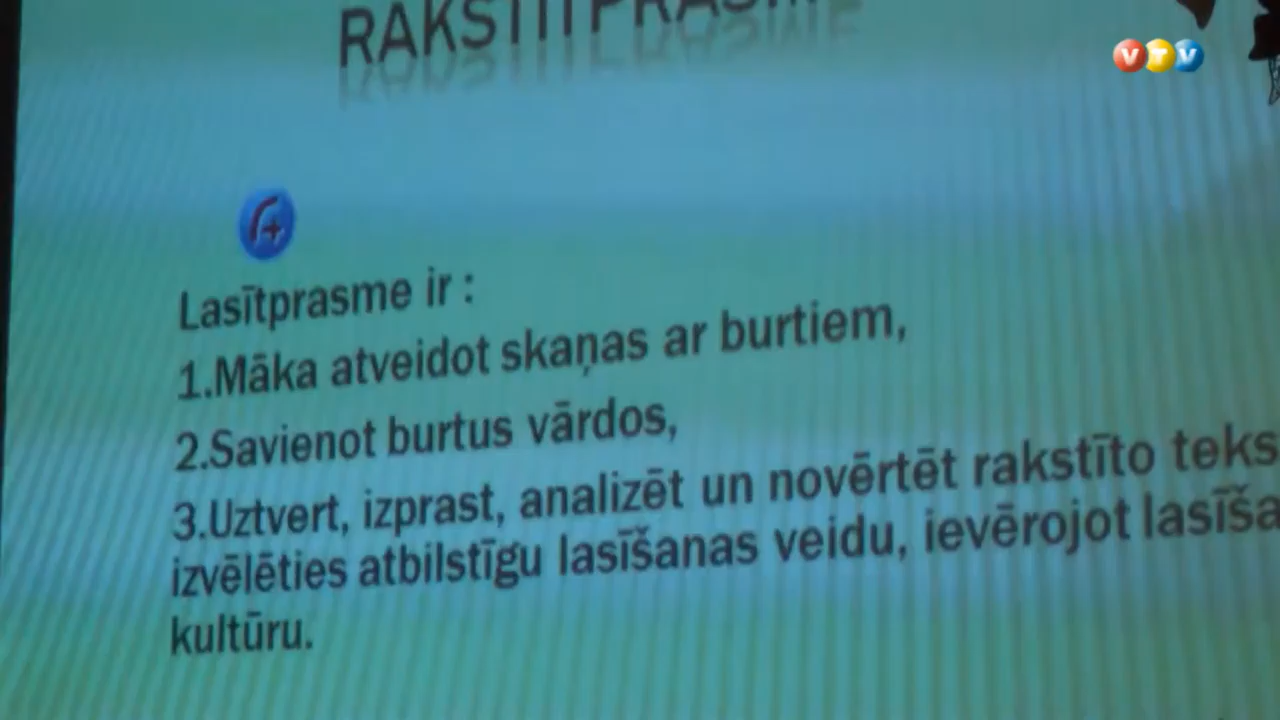 VTV
Lasītprasme ir :
1.Māka atveidot skaņas ar burtiem,
2.Savienot burtus vārdos,
3.Uztvert, izprast, analizēt un novērtēt rakstīto teks
izvēlēties atbilstīgu lasīšanas veidu, ievērojot lasīša
kultūru.